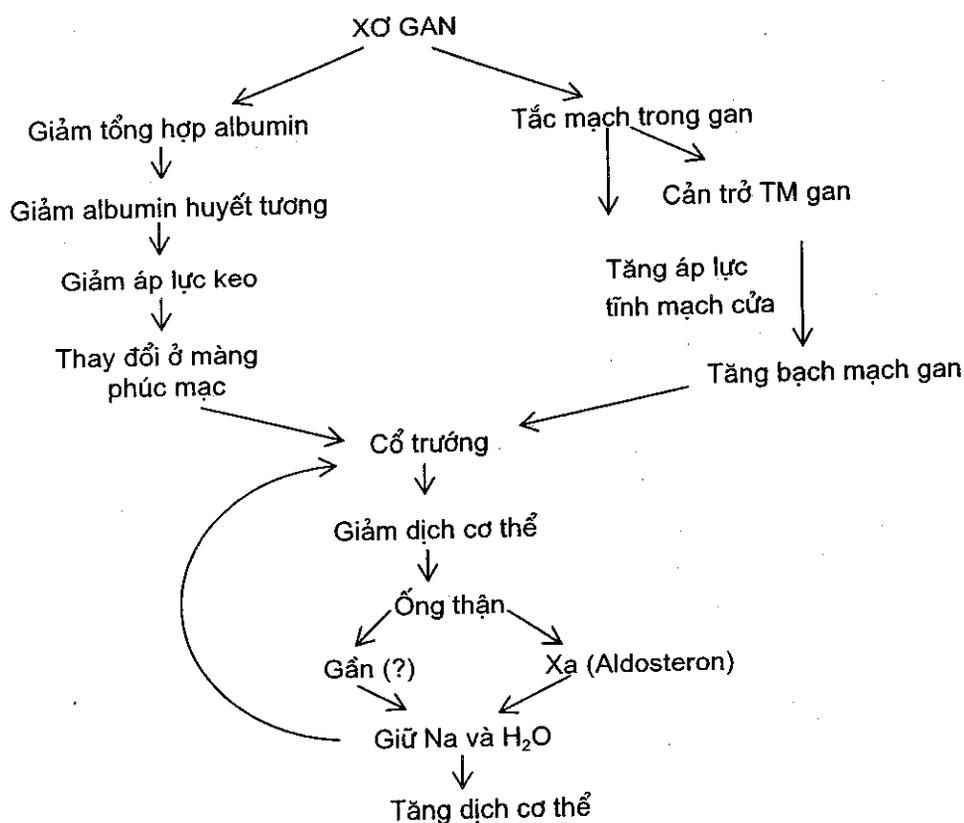 XƠ GAN
Giảm tổng hợp albumin
Tắc mạch trong gan
Giảm albumin huyết tương
Cản trở TM gan
Giảm áp lực keo
Tăng áp lực
tĩnh mạch cửa
Thay đổi ở màng
phúc mạc
Tăng bạch mạch gan
Cổ trướng
Giảm dịch cơ thể
Ống thận
Gần (?)
Xa (Aldosteron)
Giữ Na và H₂O
Tăng dịch cơ thể